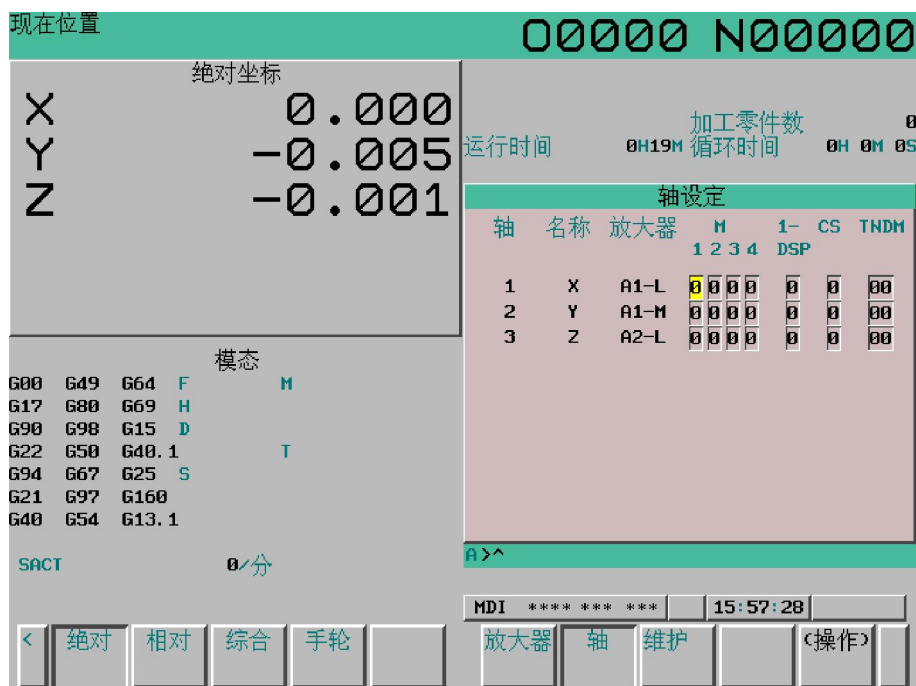 现在位置
O0000 N00000
绝对坐标
X 0.000
Y -0.005
Z -0.001
加工零件数 0
运行时间 0H19M 循环时间 0H 0M 0S
轴设定
轴 名称 放大器 M 1- CS TNDM
1 2 3 4 DSP
1 X A1-L 0 0 0 0 0 0 00
2 Y A1-M 0 0 0 0 0 0 00
3 Z A2-L 0 0 0 0 0 0 00
模态
G00 G49 G64 F M
G17 G80 G69 H
G90 G98 G15 D
G22 G50 G40.1 T
G94 G67 G25 S
G21 G97 G160
G40 G54 G13.1
SACT 0/分
A>^
MDI **** *** *** 15:57:28
< 绝对 相对 综合 手轮
放大器 轴 维护 (操作)